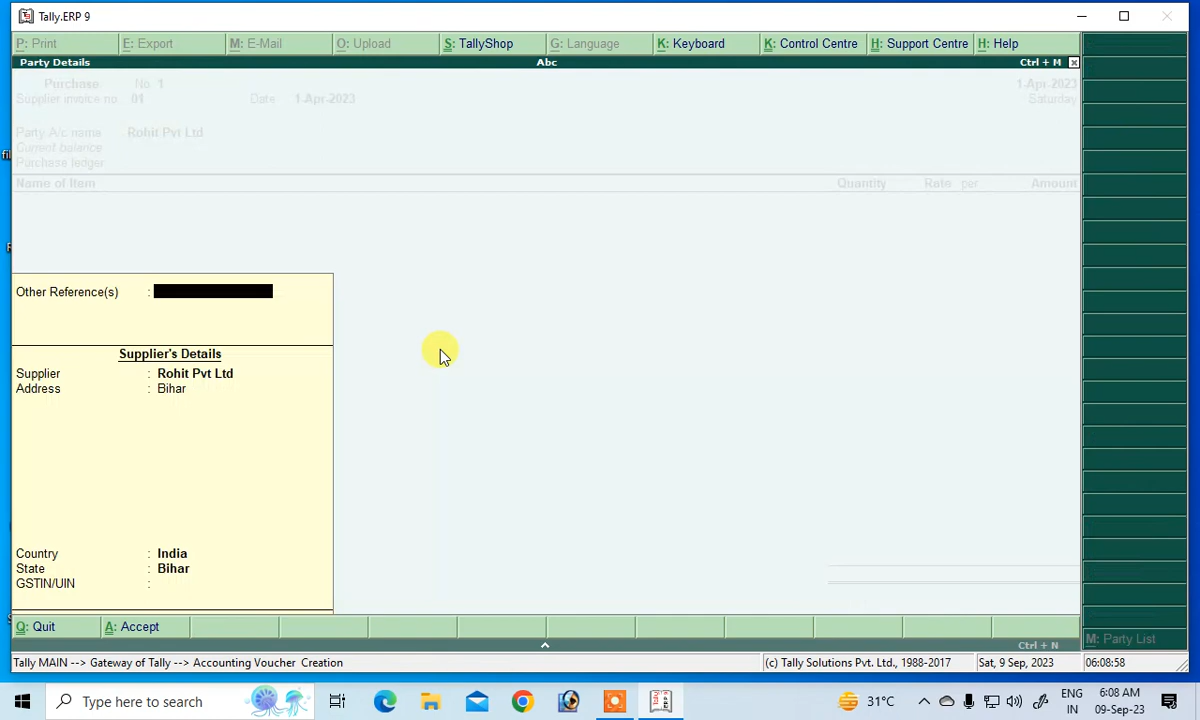 Tally.ERP 9
P: Print E: Export M: E-Mail O: Upload S: TallyShop G: Language K: Keyboard K: Control Centre H: Support Centre H: Help
Party Details Abc Ctrl + M
Purchase No. 1 1-Apr-2023
Supplier invoice no. 01 Date 1-Apr-2023 Saturday
Party A/c name Rohit Pvt Ltd
Current balance
Purchase ledger
Name of Item Quantity Rate per Amount
Other Reference(s) :
Supplier's Details
Supplier : Rohit Pvt Ltd
Address : Bihar
Country : India
State : Bihar
GSTIN/UIN :
Q: Quit A: Accept
M: Party List
Ctrl + N
Tally MAIN --> Gateway of Tally --> Accounting Voucher Creation (c) Tally Solutions Pvt. Ltd., 1988-2017 Sat, 9 Sep, 2023 06:08:58
Type here to search 31°C ENG 6:08 AM
IN 09-Sep-23